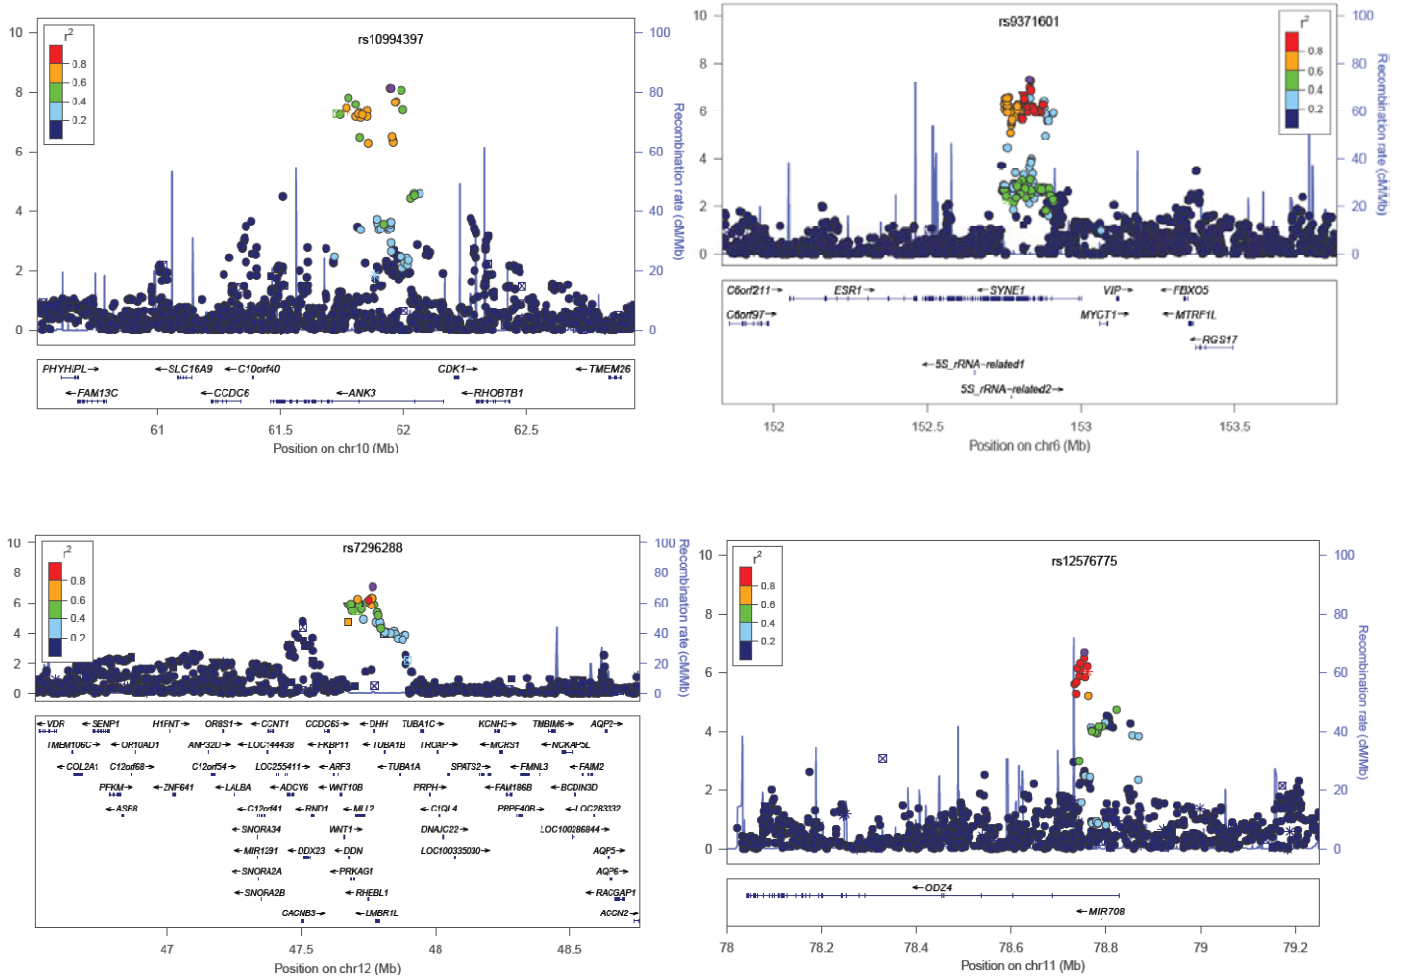 rs10994397
r2
0.8
0.6
0.4
0.2
10
8
6
4
2
0
100
80
60
40
20
0
Recombination rate (cM/Mb)
PHYHIPL
SLC16A9
C10orf40
CDK1
TMEM26
FAM13C
CCDC6
ANK3
RHOBTB1
61
61.5
62
62.5
Position on chr10 (Mb)
rs9371601
r2
0.8
0.6
0.4
0.2
10
8
6
4
2
0
100
80
60
40
20
0
Recombination rate (cM/Mb)
C6orf211
ESR1
SYNE1
VIP
FBXO5
C6orf97
MYCT1
MTRF1L
RGS17
5S_rRNA-related1
5S_rRNA-related2
152
152.5
153
153.5
Position on chr6 (Mb)
rs7296288
r2
0.8
0.6
0.4
0.2
10
8
6
4
2
0
100
80
60
40
20
0
Recombination rate (cM/Mb)
VDR SENP1 H1FNT OR8S1 CCNT1 CCDC65 DHH TUBA1C KCNH3 TMBIM6 AQP2
TMEM106C OR10AD1 ANP32D LOC144438 FKBP11 TUBA1B TROAP MCRS1 NCKAP5L
COL2A1 C12orf68 C12orf54 LOC255411 ARF3 TUBA1A SPATS2 FMNL3 FAIM2
PFKM ZNF641 LALBA ADCY6 WNT10B PRPH FAM186B BCDIN3D
ASB8 C12orf41 RND1 MLL2 C1QL4 PRPF40B LOC283332
SNORA34 WNT1 DNAJC22 LOC100286844
MIR1291 DDX23 DDN LOC100335030 AQP5
SNORA2A PRKAG1 AQP6
SNORA2B RHEBL1 RACGAP1
CACNB3 LMBR1L ACCN2
47
47.5
48
48.5
Position on chr12 (Mb)
rs12576775
r2
0.8
0.6
0.4
0.2
10
8
6
4
2
0
100
80
60
40
20
0
Recombination rate (cM/Mb)
ODZ4
MIR708
78
78.2
78.4
78.6
78.8
79
79.2
Position on chr11 (Mb)